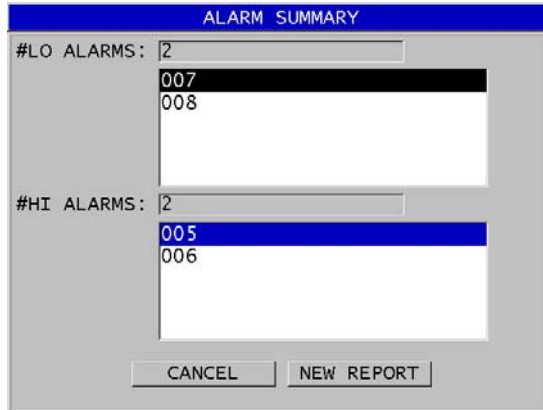 ALARM SUMMARY
#LO ALARMS: 2
007
008
#HI ALARMS: 2
005
006
CANCEL NEW REPORT